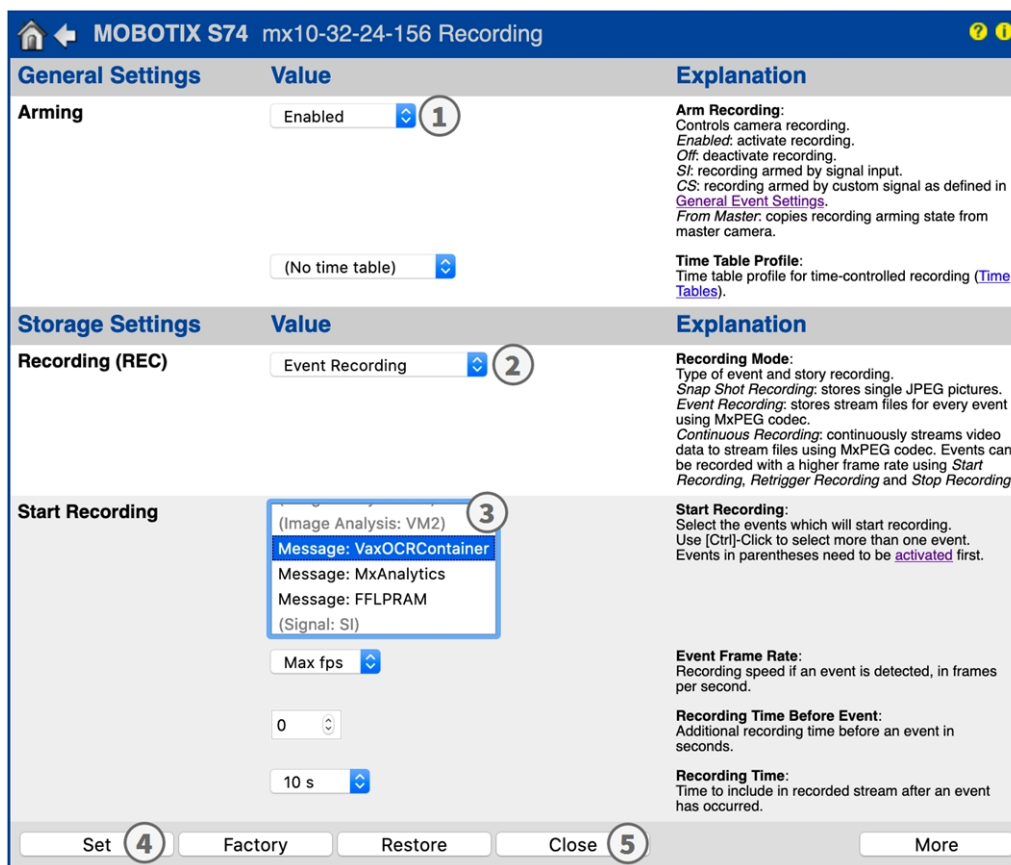 MOBOTIX S74 mx10-32-24-156 Recording
General Settings Value Explanation
Arming
Enabled
1
Arm Recording:
Controls camera recording.
Enabled: activate recording.
Off: deactivate recording.
SI: recording armed by signal input.
CS: recording armed by custom signal as defined in
General Event Settings.
From Master: copies recording arming state from
master camera.
(No time table)
Time Table Profile:
Time table profile for time-controlled recording (Time
Tables).
Storage Settings Value Explanation
Recording (REC)
Event Recording
2
Recording Mode:
Type of event and story recording.
Snap Shot Recording: stores single JPEG pictures.
Event Recording: stores stream files for every event
using MxPEG codec.
Continuous Recording: continuously streams video
data to stream files using MxPEG codec. Events can
be recorded with a higher frame rate using Start
Recording, Retrigger Recording and Stop Recording
Start Recording
3
(Image Analysis: VM2)
Message: VaxOCRContainer
Message: MxAnalytics
Message: FFLPRAM
(Signal: SI)
Start Recording:
Select the events which will start recording.
Use [Ctrl]-Click to select more than one event.
Events in parentheses need to be activated first.
Max fps
Event Frame Rate:
Recording speed if an event is detected, in frames
per second.
0
Recording Time Before Event:
Additional recording time before an event in
seconds.
10 s
Recording Time:
Time to include in recorded stream after an event
has occurred.
Set 4 Factory Restore Close 5 More